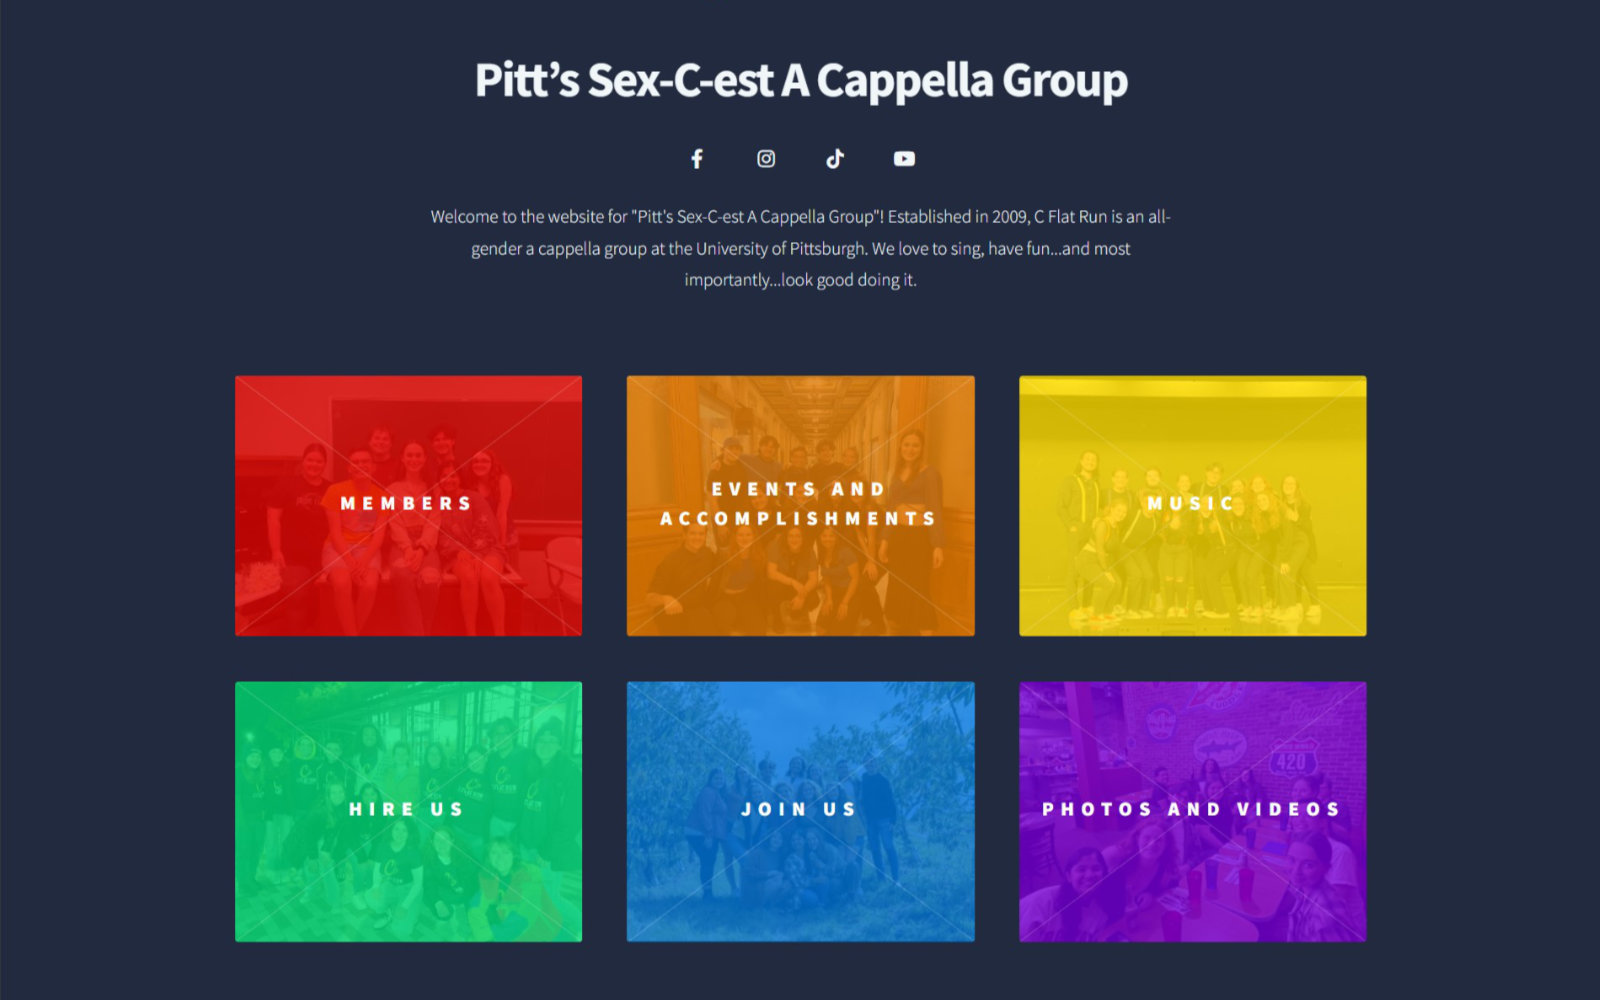 Pitt’s Sex-C-est A Cappella Group
Welcome to the website for "Pitt's Sex-C-est A Cappella Group"! Established in 2009, C Flat Run is an all-
gender a cappella group at the University of Pittsburgh. We love to sing, have fun...and most
importantly...look good doing it.
MEMBERS
EVENTS AND
ACCOMPLISHMENTS
MUSIC
HIRE US
JOIN US
PHOTOS AND VIDEOS
420